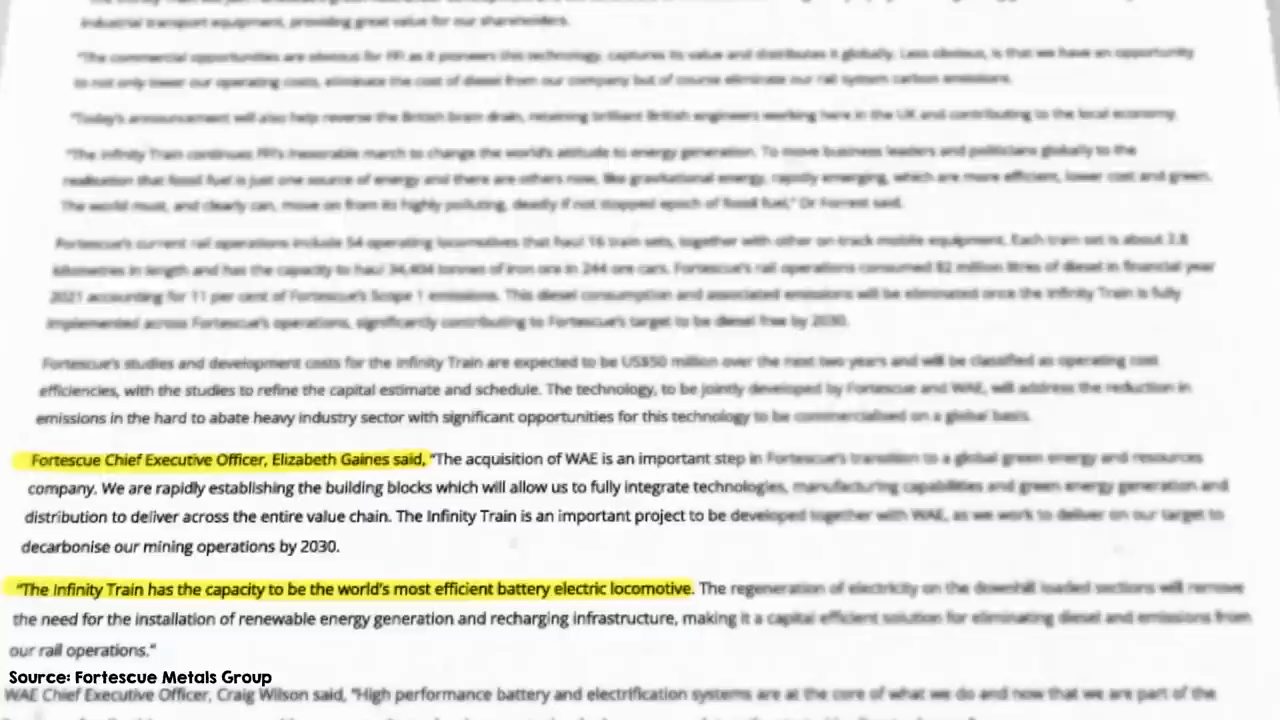 industrial transport equipment, providing great value for our shareholders.
"The commercial opportunities are obvious for FFI as it pioneers this technology, captures its value and distributes it globally. Less obvious, is that we have an opportunity
to not only lower our operating costs, eliminate the cost of diesel from our company but of course eliminate our rail system carbon emissions.
"Today's announcement will also help reverse the British brain drain, retaining brilliant British engineers working here in the UK and contributing to the local economy.
"The Infinity Train continues FFI's inexorable march to change the world's attitude to energy generation. To move business leaders and politicians globally to the
realisation that fossil fuel is just one source of energy and there are others now, like gravitational energy, rapidly emerging, which are more efficient, lower cost and green.
The world must, and clearly can, move on from its highly polluting, deadly if not stopped epoch of fossil fuel," Dr Forrest said.
Fortescue's current rail operations include 54 operating locomotives that haul 16 train sets, together with other on-track mobile equipment. Each train set is about 2.8
kilometres in length and has the capacity to haul 34,404 tonnes of iron ore in 244 ore cars. Fortescue's rail operations consumed 82 million litres of diesel in financial year
2021 accounting for 11 per cent of Fortescue's Scope 1 emissions. This diesel consumption and associated emissions will be eliminated once the Infinity Train is fully
implemented across Fortescue's operations, significantly contributing to Fortescue's target to be diesel free by 2030.
Fortescue's studies and development costs for the Infinity Train are expected to be US$50 million over the next two years and will be classified as operating cost
efficiencies, with the studies to refine the capital estimate and schedule. The technology, to be jointly developed by Fortescue and WAE, will address the reduction in
emissions in the hard to abate heavy industry sector with significant opportunities for this technology to be commercialised on a global basis.
Fortescue Chief Executive Officer, Elizabeth Gaines said, "The acquisition of WAE is an important step in Fortescue's transition to a global green energy and resources
company. We are rapidly establishing the building blocks which will allow us to fully integrate technologies, manufacturing capabilities and green energy generation and
distribution to deliver across the entire value chain. The Infinity Train is an important project to be developed together with WAE, as we work to deliver on our target to
decarbonise our mining operations by 2030.
"The Infinity Train has the capacity to be the world's most efficient battery electric locomotive. The regeneration of electricity on the downhill loaded sections will remove
the need for the installation of renewable energy generation and recharging infrastructure, making it a capital efficient solution for eliminating diesel and emissions from
our rail operations."
Source: Fortescue Metals Group
WAE Chief Executive Officer, Craig Wilson said, "High performance battery and electrification systems are at the core of what we do and now that we are part of the